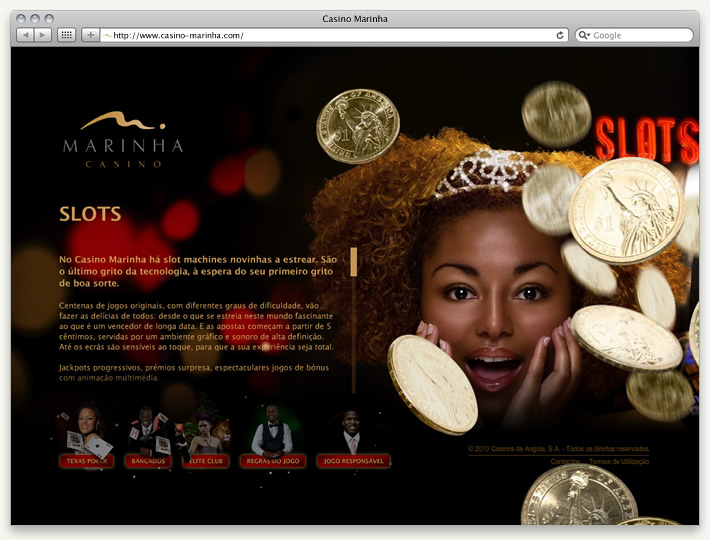 Casino Marinha
http://www.casino-marinha.com/
Google
MARINHA
CASINO
SLOTS
SLOTS
No Casino Marinha há slot machines novinhas a estrear. São
o último grito da tecnologia, à espera do seu primeiro grito
de boa sorte.
Centenas de jogos originais, com diferentes graus de dificuldade, vão
fazer as delícias de todos: desde o que se estreia neste mundo fascinante
ao que é um vencedor de longa data. E as apostas começam a partir de 5
cêntimos, servidas por um ambiente gráfico e sonoro de alta definição.
Até os ecrãs são sensíveis ao toque, para que a sua experiência seja total.
Jackpots progressivos, prémios surpresa, espectaculares jogos de bónus
com animação multimédia.
TEXAS POKER
BANCADOS
ELITE CLUB
REGRAS DO JOGO
JOGO RESPONSÁVEL
© 2010 Casinos de Angola, S.A. - Todos os direitos reservados
Contactos Termos de Utilização
$1
$1